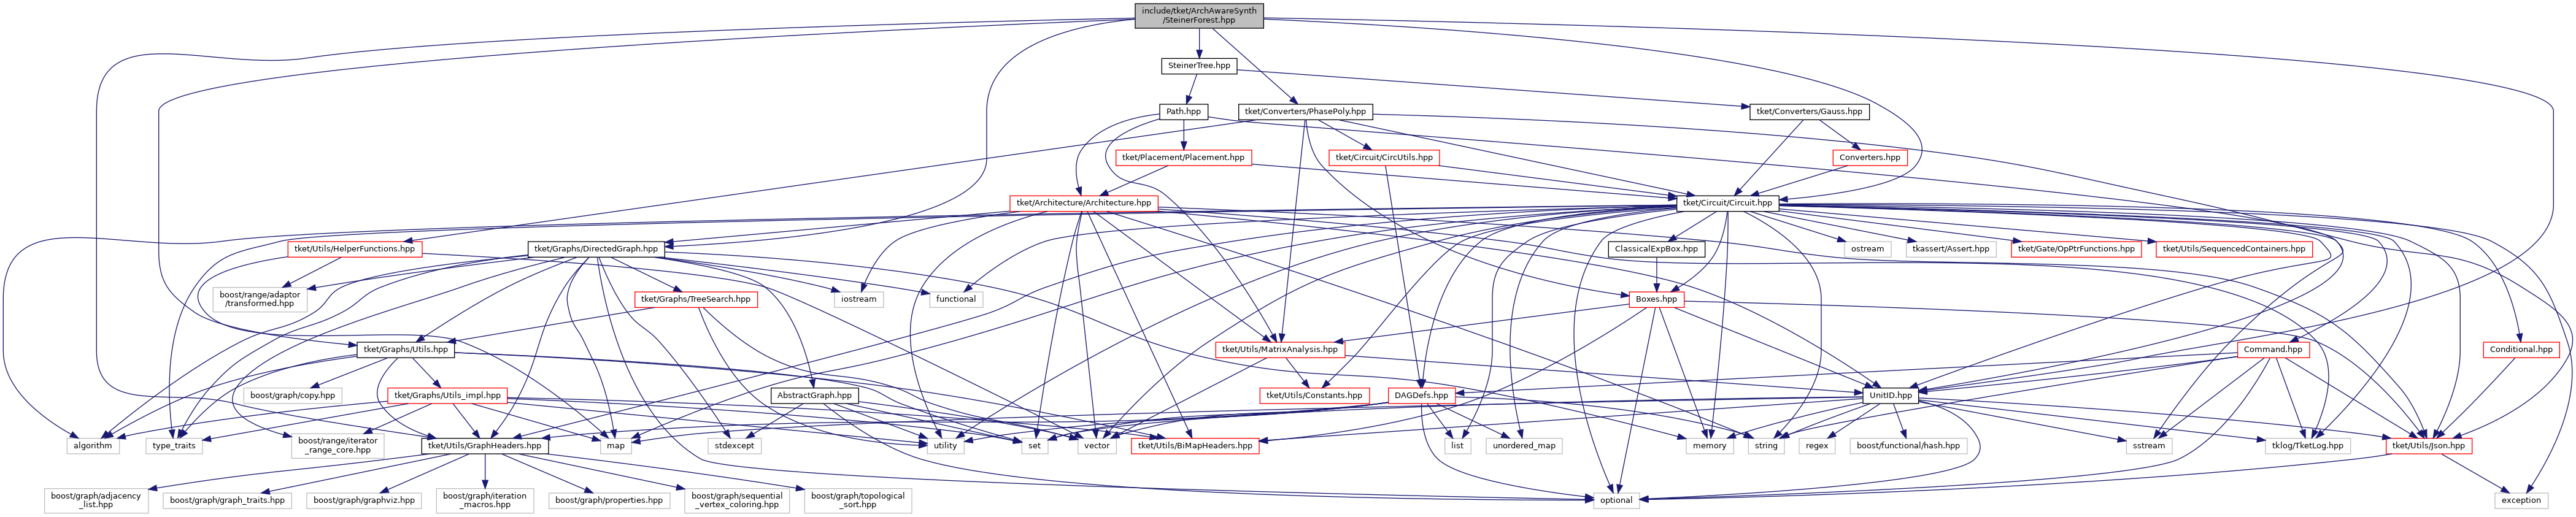 include/tket/ArchAwareSynth
/SteinerForest.hpp
SteinerTree.hpp
Path.hpp
tket/Converters/PhasePoly.hpp
tket/Converters/Gauss.hpp
tket/Placement/Placement.hpp
tket/Circuit/CircUtils.hpp
Converters.hpp
tket/Architecture/Architecture.hpp
tket/Circuit/Circuit.hpp
tket/Utils/HelperFunctions.hpp
tket/Graphs/DirectedGraph.hpp
ClassicalExpBox.hpp
ostream
tkassert/Assert.hpp
tket/Gate/OpPtrFunctions.hpp
tket/Utils/SequencedContainers.hpp
boost/range/adaptor
/transformed.hpp
tket/Graphs/TreeSearch.hpp
iostream
functional
Boxes.hpp
tket/Graphs/Utils.hpp
tket/Utils/MatrixAnalysis.hpp
Command.hpp
Conditional.hpp
boost/graph/copy.hpp
tket/Graphs/Utils_impl.hpp
AbstractGraph.hpp
tket/Utils/Constants.hpp
DAGDefs.hpp
UnitID.hpp
algorithm
type_traits
boost/range/iterator
_range_core.hpp
tket/Utils/GraphHeaders.hpp
map
stdexcept
utility
set
vector
tket/Utils/BiMapHeaders.hpp
list
unordered_map
memory
string
regex
boost/functional/hash.hpp
sstream
tklog/TketLog.hpp
tket/Utils/Json.hpp
boost/graph/adjacency
_list.hpp
boost/graph/graph_traits.hpp
boost/graph/graphviz.hpp
boost/graph/iteration
_macros.hpp
boost/graph/properties.hpp
boost/graph/sequential
_vertex_coloring.hpp
boost/graph/topological
_sort.hpp
optional
exception